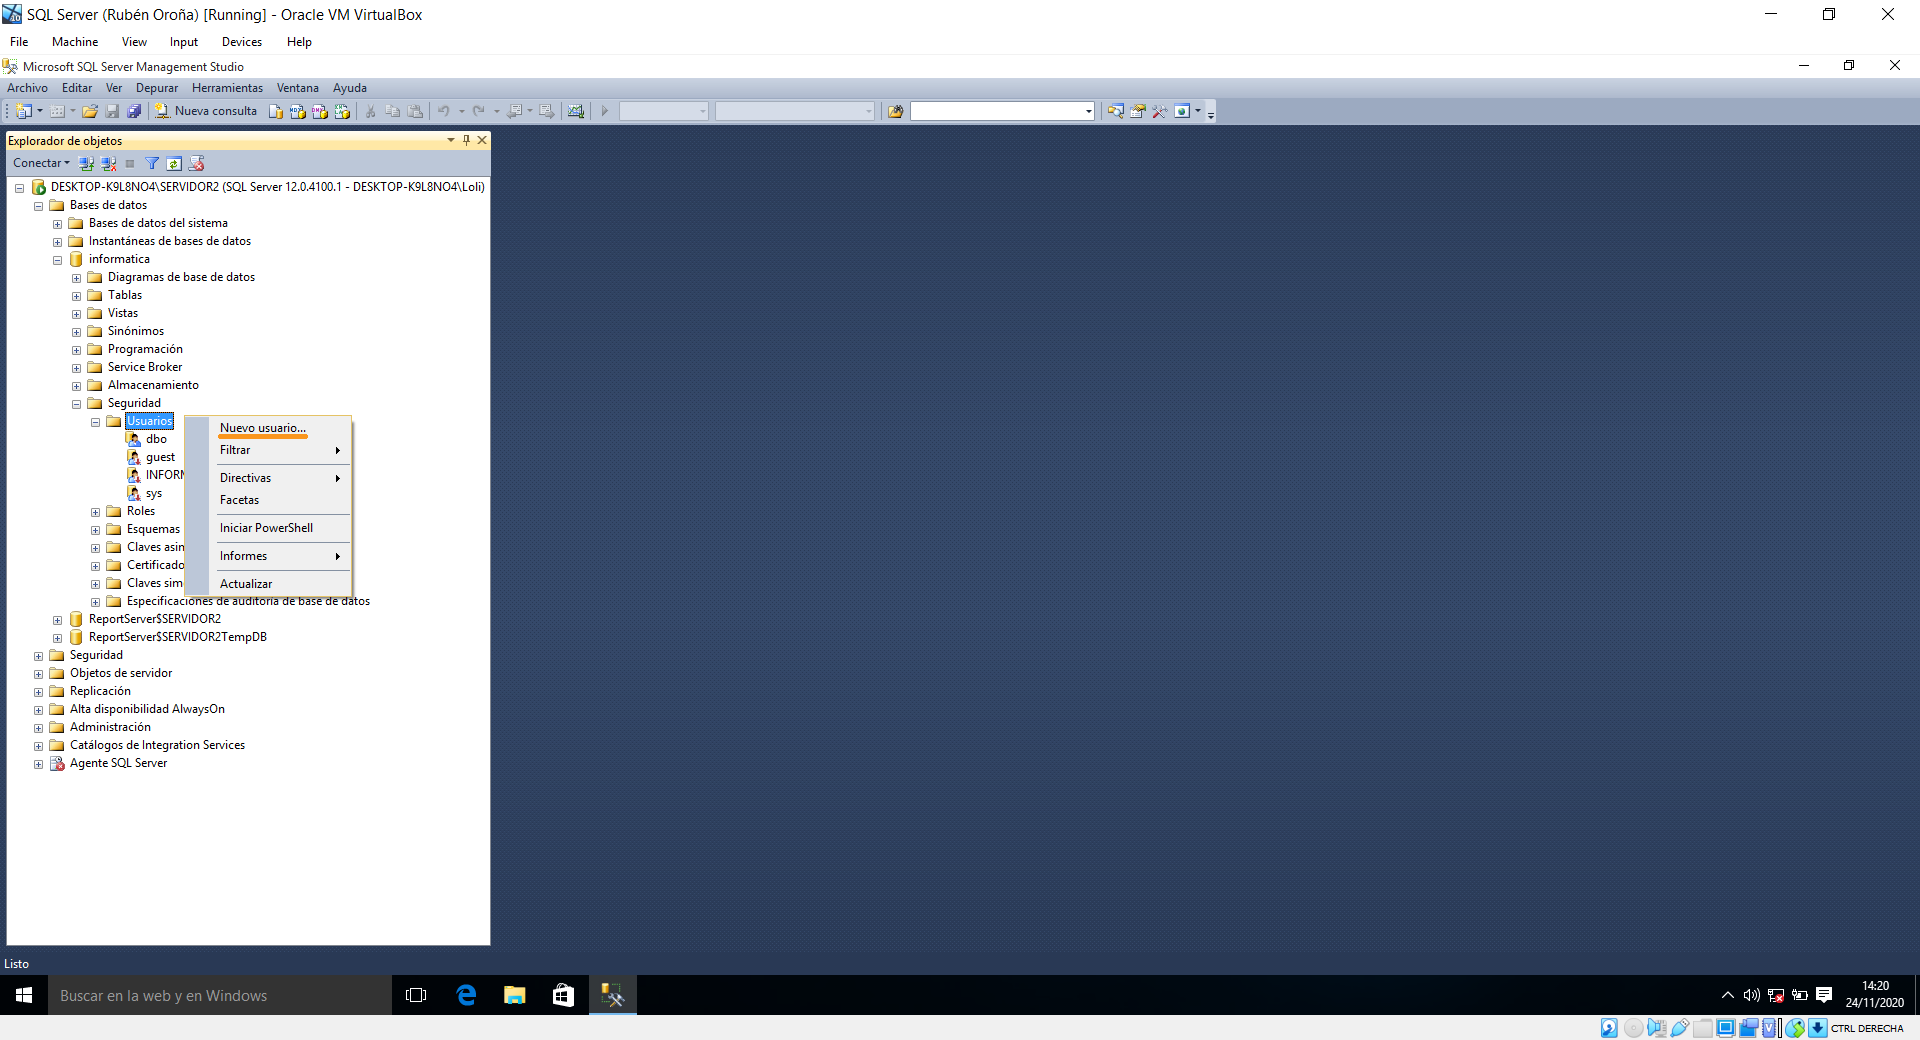 SQL Server (Rubén Oroña) [Running] - Oracle VM VirtualBox
File Machine View Input Devices Help
Microsoft SQL Server Management Studio
Archivo Editar Ver Depurar Herramientas Ventana Ayuda
Nueva consulta
Explorador de objetos
Conectar
DESKTOP-K9L8NO4\SERVIDOR2 (SQL Server 12.0.4100.1 - DESKTOP-K9L8NO4\Loli)
Bases de datos
Bases de datos del sistema
Instantáneas de bases de datos
informatica
Diagramas de base de datos
Tablas
Vistas
Sinónimos
Programación
Service Broker
Almacenamiento
Seguridad
Usuarios
dbo
guest
INFOR
sys
Roles
Esquemas
Claves asin
Certificado
Claves sim
Especificaciones de auditoría de base de datos
Nuevo usuario...
Filtrar
Directivas
Facetas
Iniciar PowerShell
Informes
Actualizar
ReportServer$SERVIDOR2
ReportServer$SERVIDOR2TempDB
Seguridad
Objetos de servidor
Replicación
Alta disponibilidad AlwaysOn
Administración
Catálogos de Integration Services
Agente SQL Server
Listo
Buscar en la web y en Windows
14:20
24/11/2020
CTRL DERECHA